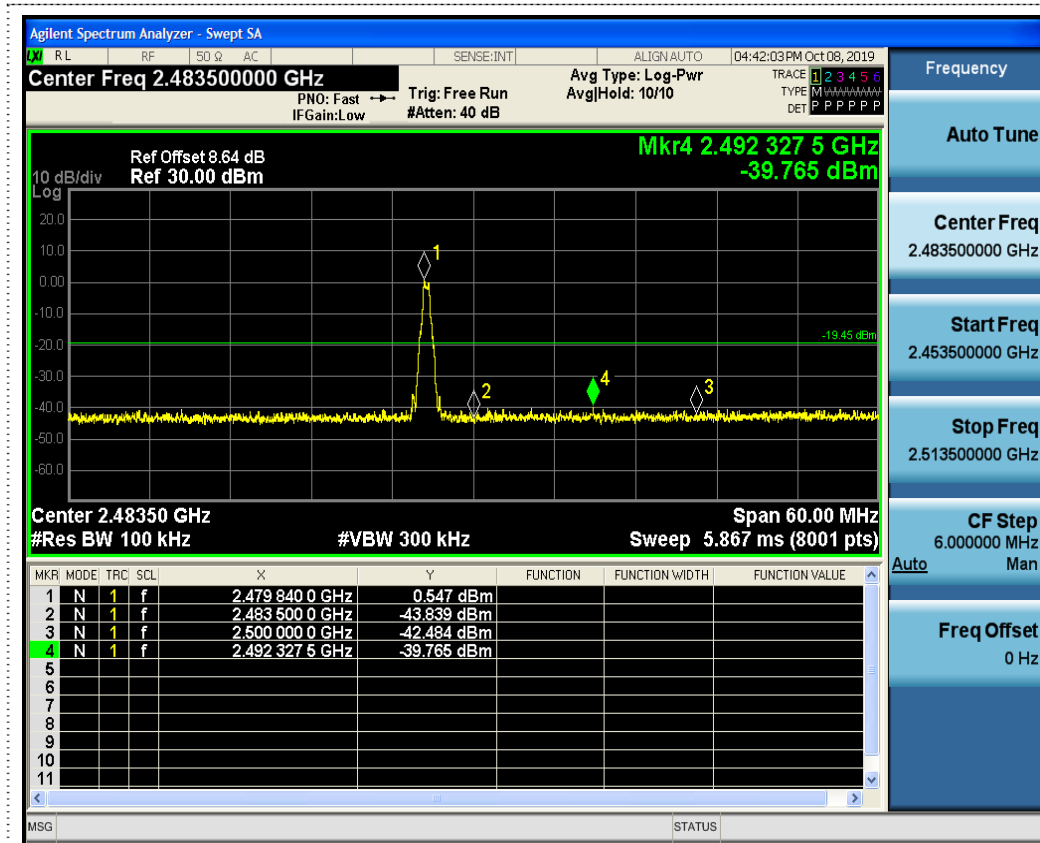 Agilent Spectrum Analyzer - Swept SA
LXI RL RF 50 Ω AC SENSE:INT ALIGN AUTO 04:42:03 PM Oct 08, 2019
Center Freq 2.483500000 GHz
PNO: Fast
IFGain:Low
Trig: Free Run
#Atten: 40 dB
Avg Type: Log-Pwr
Avg|Hold: 10/10
TRACE 1 2 3 4 5 6
TYPE M WWWWW
DET P P P P P P
Ref Offset 8.64 dB
10 dB/div Ref 30.00 dBm
Log
Mkr4 2.492 327 5 GHz
-39.765 dBm
20.0
10.0
0.00
-10.0
-20.0
-30.0
-40.0
-50.0
-60.0
1
2
4
3
-19.45 dBm
Center 2.48350 GHz Span 60.00 MHz
#Res BW 100 kHz #VBW 300 kHz Sweep 5.867 ms (8001 pts)
MKR MODE TRC SCL X Y FUNCTION FUNCTION WIDTH FUNCTION VALUE
1 N 1 f 2.479 840 0 GHz 0.547 dBm
2 N 1 f 2.483 500 0 GHz -43.839 dBm
3 N 1 f 2.500 000 0 GHz -42.484 dBm
4 N 1 f 2.492 327 5 GHz -39.765 dBm
5
6
7
8
9
10
11
MSG STATUS
Frequency
Auto Tune
Center Freq
2.483500000 GHz
Start Freq
2.453500000 GHz
Stop Freq
2.513500000 GHz
CF Step
6.000000 MHz
Auto Man
Freq Offset
0 Hz